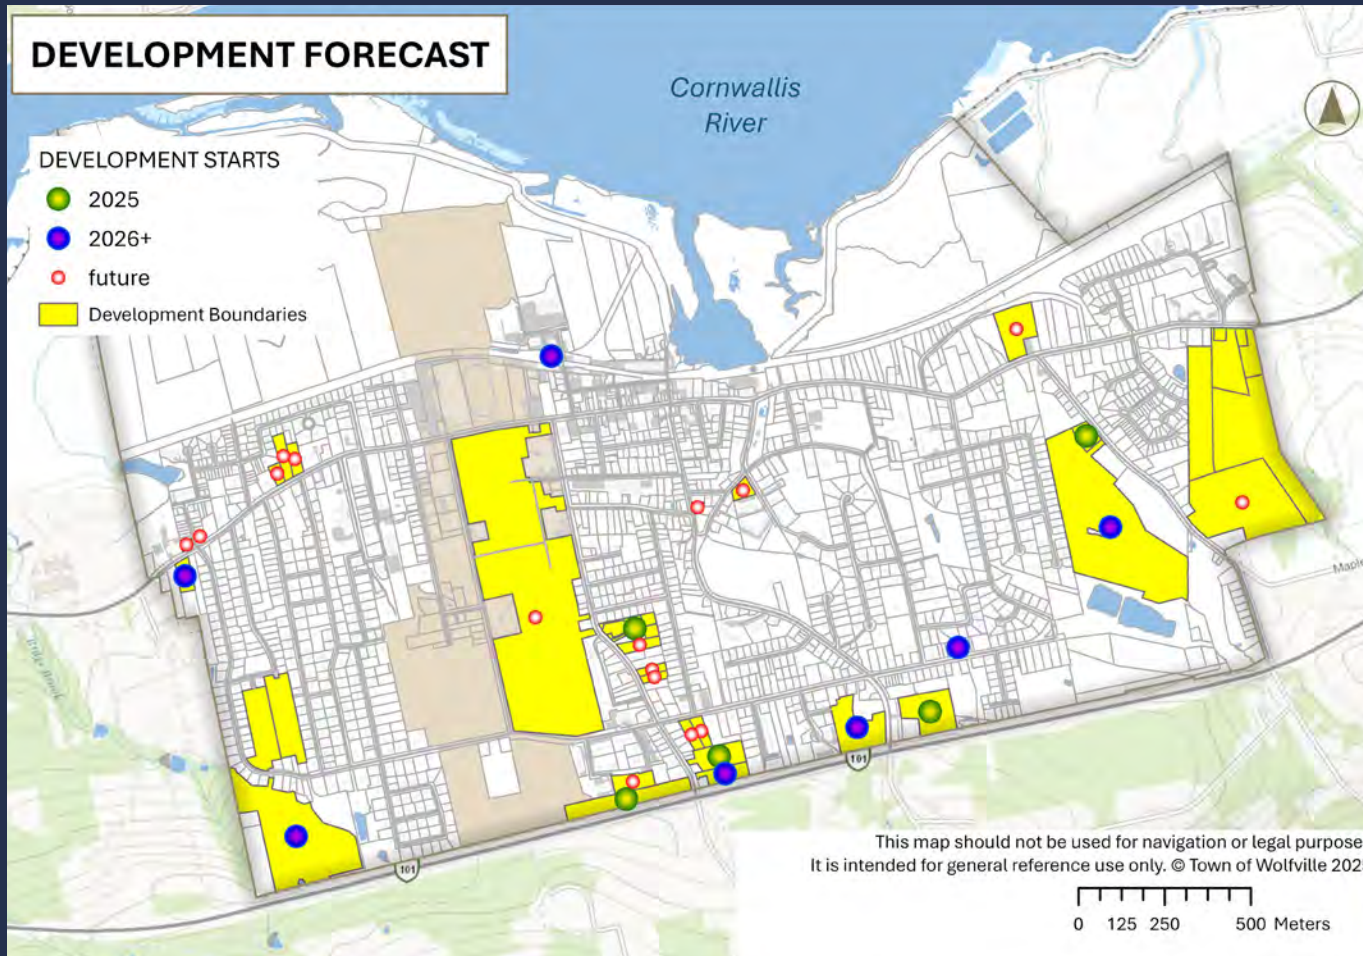 DEVELOPMENT FORECAST
Cornwallis
River
DEVELOPMENT STARTS
2025
2026+
future
Development Boundaries
Maple
101
101
This map should not be used for navigation or legal purpose
It is intended for general reference use only. © Town of Wolfville 202
0 125 250 500 Meters